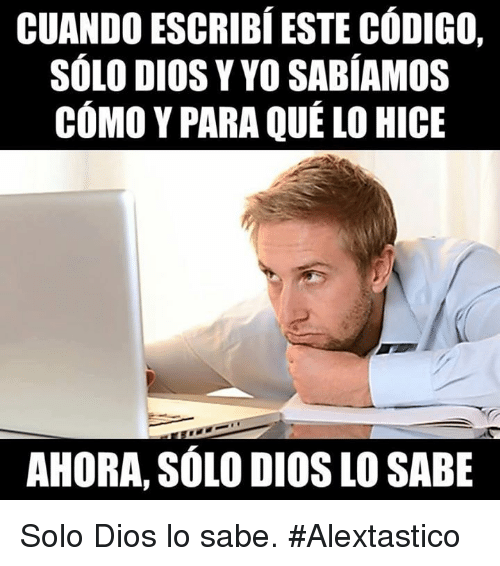 CUANDO ESCRIBÍ ESTE CÓDIGO,
SÓLO DIOS Y YO SABÍAMOS
CÓMO Y PARA QUÉ LO HICE
AHORA, SÓLO DIOS LO SABE
Solo Dios lo sabe. #Alextastico